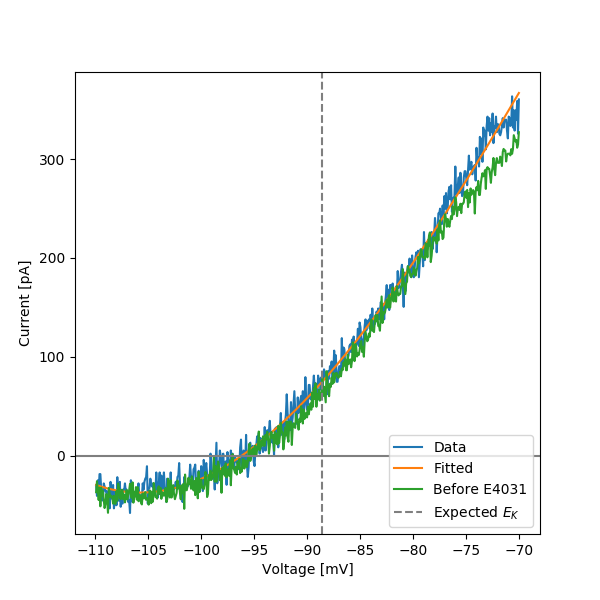 300
200
100
0
Current [pA]
−110
−105
−100
−95
−90
−85
−80
−75
−70
Voltage [mV]
Data
Fitted
Before E4031
Expected E_K